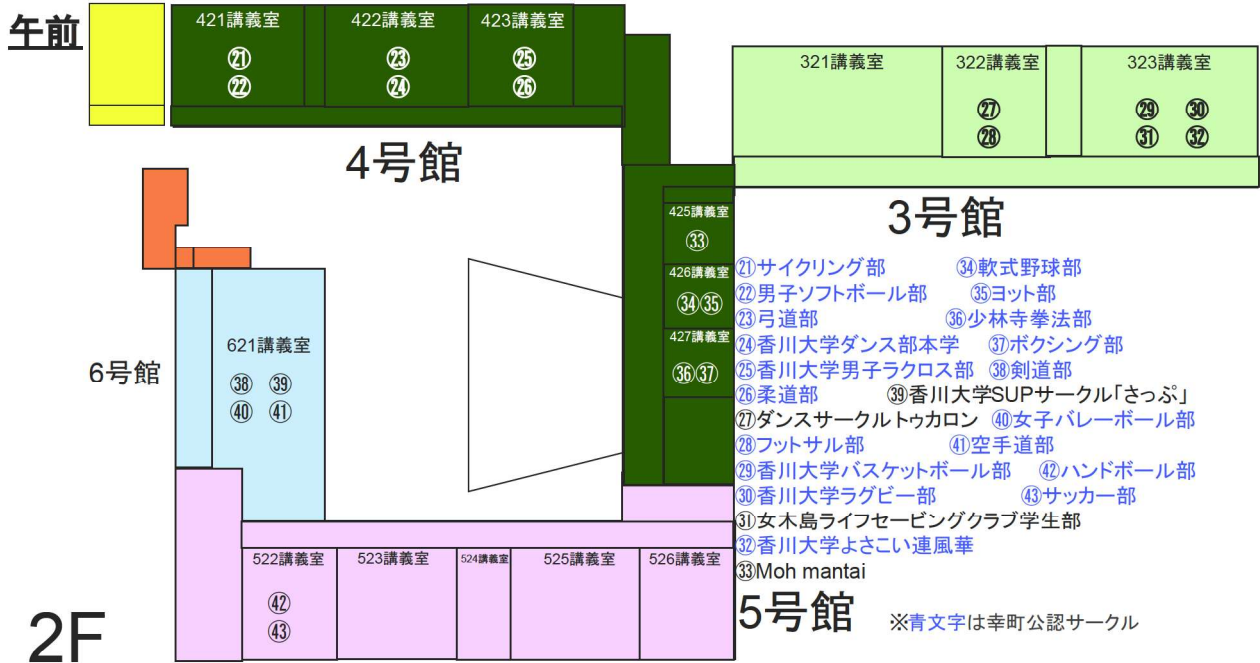 午前
421講義室
㉑
㉒
422講義室
㉓
㉔
423講義室
㉕
㉖
4号館
321講義室
322講義室
㉗
㉘
323講義室
㉙ ㉚
㉛ ㉜
3号館
425講義室
㉝
426講義室
㉞㉟
427講義室
㊱㊲
6号館
621講義室
㊳ ㊴
㊵ ㊶
㉑サイクリング部 ㉞軟式野球部
㉒男子ソフトボール部 ㉟ヨット部
㉓弓道部 ㊱少林寺拳法部
㉔香川大学ダンス部本学 ㊲ボクシング部
㉕香川大学男子ラクロス部 ㊳剣道部
㉖柔道部 ㊴香川大学SUPサークル「さっぷ」
㉗ダンスサークルトゥカロン ㊵女子バレーボール部
㉘フットサル部 ㊶空手道部
㉙香川大学バスケットボール部 ㊷ハンドボール部
㉚香川大学ラグビー部 ㊸サッカー部
㉛女木島ライフセービングクラブ学生部
㉜香川大学よさこい連風華
㉝Moh mantai
522講義室
㊷
㊸
523講義室
524講義室
525講義室
526講義室
5号館
※青文字は幸町公認サークル
2F